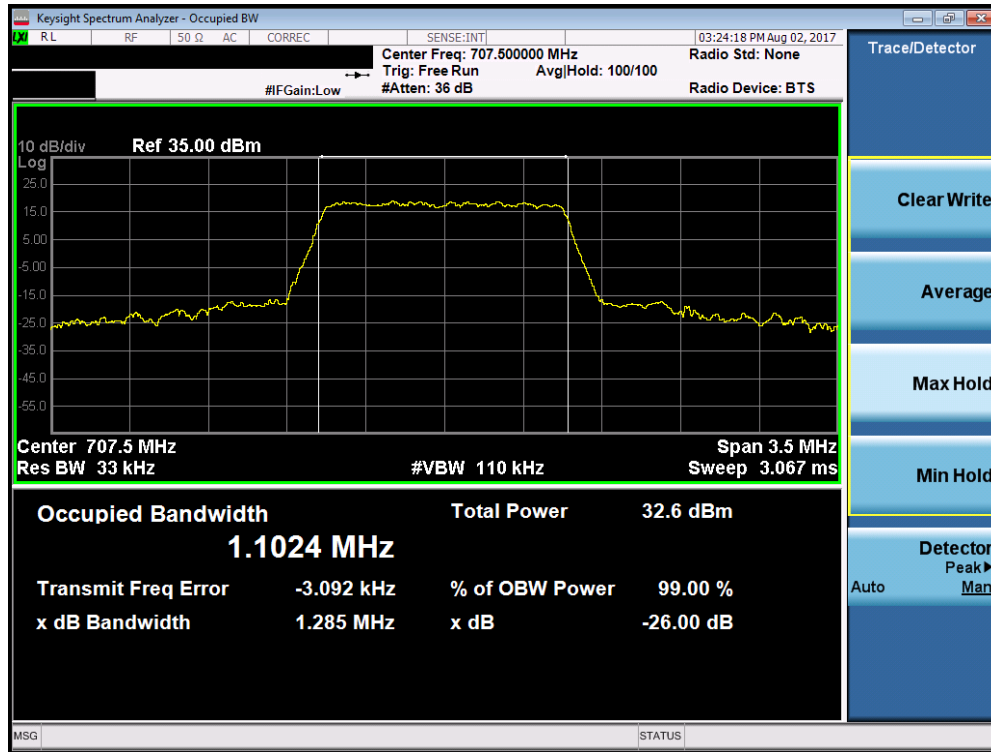 Keysight Spectrum Analyzer - Occupied BW
LXI RL RF 50 Ω AC CORREC SENSE:INT 03:24:18 PM Aug 02, 2017
Center Freq: 707.500000 MHz Radio Std: None
Trig: Free Run Avg|Hold: 100/100
#IFGain:Low #Atten: 36 dB Radio Device: BTS
10 dB/div Ref 35.00 dBm
Log
25.0
15.0
5.00
-5.00
-15.0
-25.0
-35.0
-45.0
-55.0
Center 707.5 MHz Span 3.5 MHz
Res BW 33 kHz #VBW 110 kHz Sweep 3.067 ms
Occupied Bandwidth Total Power 32.6 dBm
1.1024 MHz
Transmit Freq Error -3.092 kHz % of OBW Power 99.00 %
x dB Bandwidth 1.285 MHz x dB -26.00 dB
MSG STATUS
Trace/Detector
Clear Write
Average
Max Hold
Min Hold
Detector
Peak▶
Auto Man